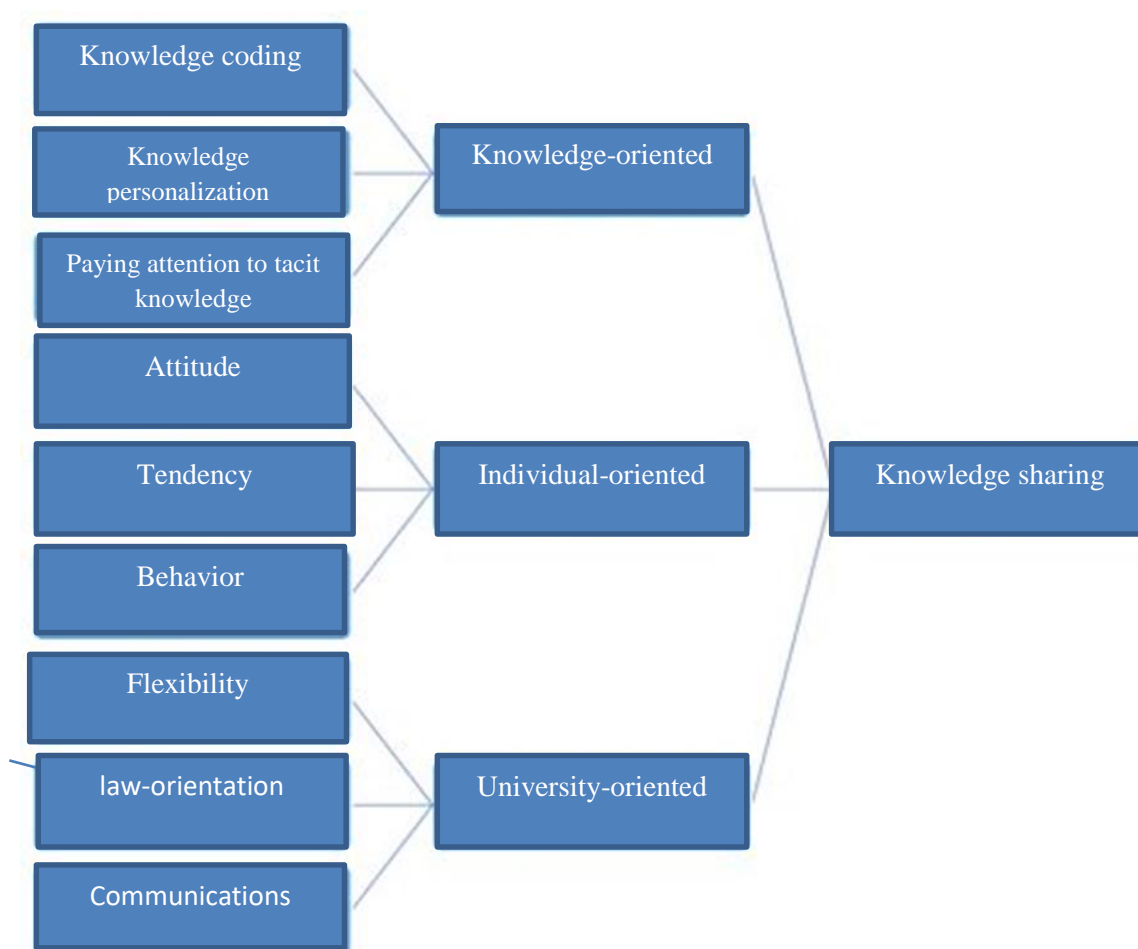 Knowledge coding
Knowledge
personalization
Paying attention to tacit
knowledge
Knowledge-oriented
Attitude
Tendency
Behavior
Individual-oriented
Flexibility
law-orientation
Communications
University-oriented
Knowledge sharing